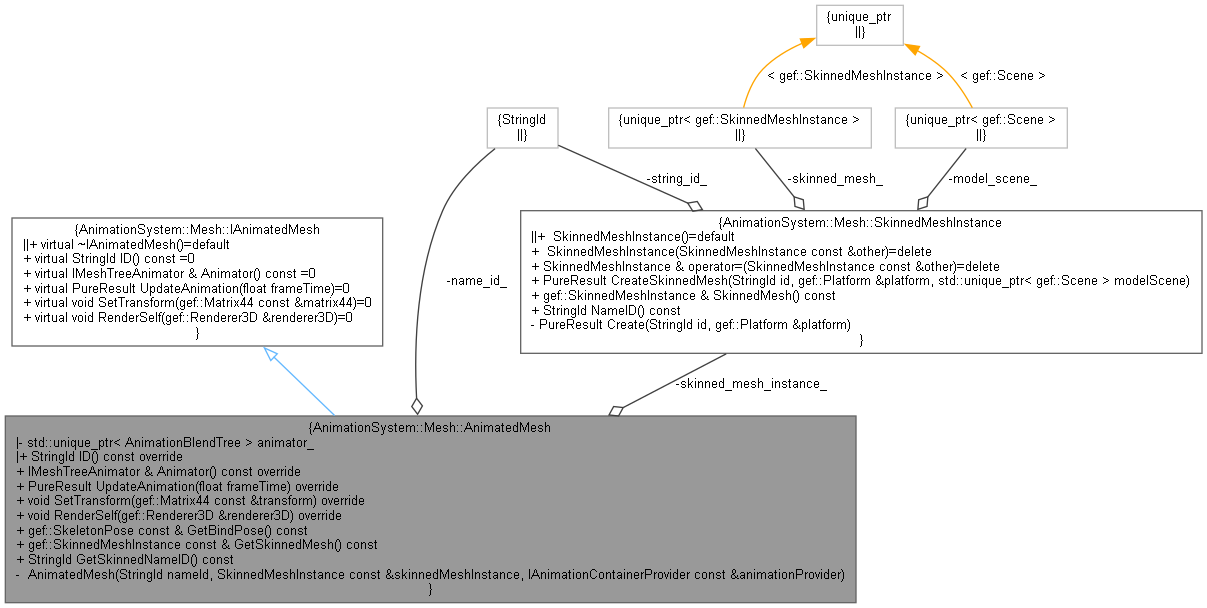 {unique_ptr
||}
< gef::SkinnedMeshInstance >
< gef::Scene >
{StringId
||}
{unique_ptr< gef::SkinnedMeshInstance >
||}
{unique_ptr< gef::Scene >
||}
-string_id_
-skinned_mesh_
-model_scene_
{AnimationSystem::Mesh::IAnimatedMesh
||+ virtual ~IAnimatedMesh()=default
+ virtual StringId ID() const =0
+ virtual IMeshTreeAnimator & Animator() const =0
+ virtual PureResult UpdateAnimation(float frameTime)=0
+ virtual void SetTransform(gef::Matrix44 const &matrix44)=0
+ virtual void RenderSelf(gef::Renderer3D &renderer3D)=0
}
-name_id_
{AnimationSystem::Mesh::SkinnedMeshInstance
||+  SkinnedMeshInstance()=default
+  SkinnedMeshInstance(SkinnedMeshInstance const &other)=delete
+ SkinnedMeshInstance & operator=(SkinnedMeshInstance const &other)=delete
+ PureResult CreateSkinnedMesh(StringId id, gef::Platform &platform, std::unique_ptr< gef::Scene > modelScene)
+ gef::SkinnedMeshInstance & SkinnedMesh() const
+ StringId NameID() const
- PureResult Create(StringId id, gef::Platform &platform)
}
-skinned_mesh_instance_
{AnimationSystem::Mesh::AnimatedMesh
|- std::unique_ptr< AnimationBlendTree > animator_
|+ StringId ID() const override
+ IMeshTreeAnimator & Animator() const override
+ PureResult UpdateAnimation(float frameTime) override
+ void SetTransform(gef::Matrix44 const &transform) override
+ void RenderSelf(gef::Renderer3D &renderer3D) override
+ gef::SkeletonPose const & GetBindPose() const
+ gef::SkinnedMeshInstance const & GetSkinnedMesh() const
+ StringId GetSkinnedNameID() const
-  AnimatedMesh(StringId nameId, SkinnedMeshInstance const &skinnedMeshInstance, IAnimationContainerProvider const &animationProvider)
}